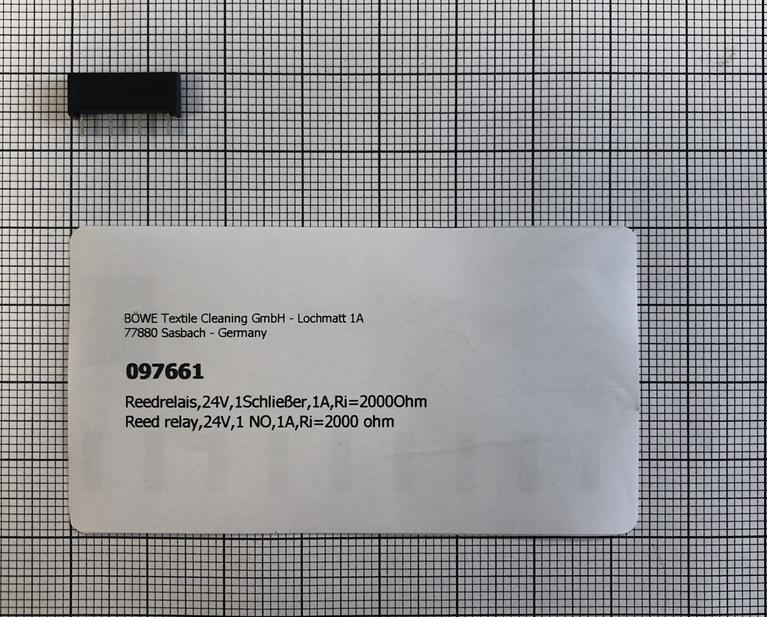 BÖWE Textile Cleaning GmbH - Lochmatt 1A
77880 Sasbach - Germany
097661
Reedrelais,24V,1Schließer,1A,Ri=2000Ohm
Reed relay,24V,1 NO,1A,Ri=2000 ohm